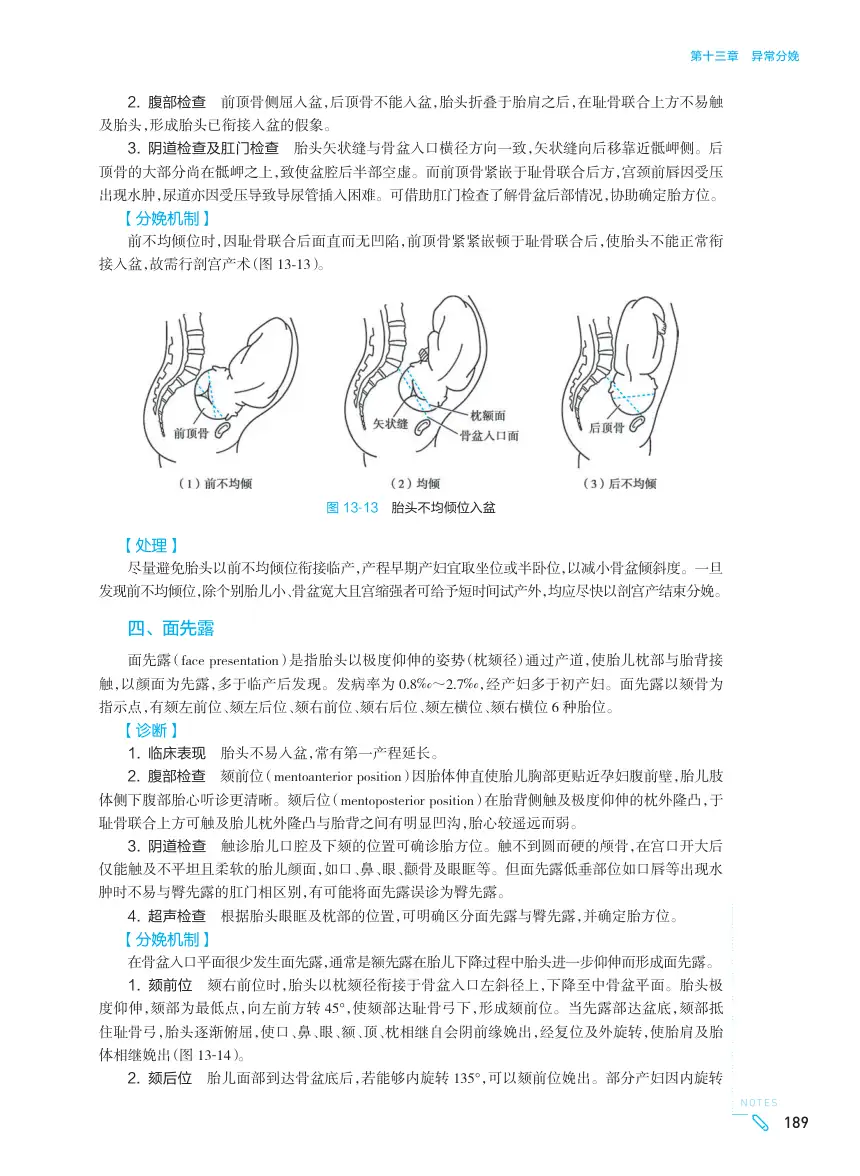 第十三章 异常分娩
2. 腹部检查 前顶骨侧屈入盆,后顶骨不能入盆,胎头折叠于胎肩之后,在耻骨联合上方不易触
及胎头,形成胎头已衔接入盆的假象。
3. 阴道检查及肛门检查 胎头矢状缝与骨盆入口横径方向一致,矢状缝向后移靠近骶岬侧。后
顶骨的大部分尚在骶岬之上,致使盆腔后半部空虚。而前顶骨紧嵌于耻骨联合后方,宫颈前唇因受压
出现水肿,尿道亦因受压导致导尿管插入困难。可借助肛门检查了解骨盆后部情况,协助确定胎方位。
【分娩机制】
前不均倾位时,因耻骨联合后面直而无凹陷,前顶骨紧紧嵌顿于耻骨联合后,使胎头不能正常衔
接入盆,故需行剖宫产术(图 13-13)。
前顶骨
矢状缝
枕额面
骨盆入口面
后顶骨
(1)前不均倾
(2)均倾
(3)后不均倾
图 13-13 胎头不均倾位入盆
【处理】
尽量避免胎头以前不均倾位衔接临产,产程早期产妇宜取坐位或半卧位,以减小骨盆倾斜度。一旦
发现前不均倾位,除个别胎儿小、骨盆宽大且宫缩强者可给予短时间试产外,均应尽快以剖宫产结束分娩。
四、面先露
面先露(face presentation)是指胎头以极度仰伸的姿势(枕颏径)通过产道,使胎儿枕部与胎背接
触,以颜面为先露,多于临产后发现。发病率为 0.8‰~2.7‰,经产妇多于初产妇。面先露以颏骨为
指示点,有颏左前位、颏左后位、颏右前位、颏右后位、颏左横位、颏右横位 6 种胎位。
【诊断】
1. 临床表现 胎头不易入盆,常有第一产程延长。
2. 腹部检查 颏前位(mentoanterior position)因胎体伸直使胎儿胸部更贴近孕妇腹前壁,胎儿肢
体侧下腹部胎心听诊更清晰。颏后位(mentoposterior position)在胎背侧触及极度仰伸的枕外隆凸,于
耻骨联合上方可触及胎儿枕外隆凸与胎背之间有明显凹沟,胎心较遥远而弱。
3. 阴道检查 触诊胎儿口腔及下颏的位置可确诊胎方位。触不到圆而硬的颅骨,在宫口开大后
仅能触及不平坦且柔软的胎儿颜面,如口、鼻、眼、颧骨及眼眶等。但面先露低垂部位如口唇等出现水
肿时不易与臀先露的肛门相区别,有可能将面先露误诊为臀先露。
4. 超声检查 根据胎头眼眶及枕部的位置,可明确区分面先露与臀先露,并确定胎方位。
【分娩机制】
在骨盆入口平面很少发生面先露,通常是额先露在胎儿下降过程中胎头进一步仰伸而形成面先露。
1. 颏前位 颏右前位时,胎头以枕颏径衔接于骨盆入口左斜径上,下降至中骨盆平面。胎头极
度仰伸,颏部为最低点,向左前方转 45°,使颏部达耻骨弓下,形成颏前位。当先露部达盆底,颏部抵
住耻骨弓,胎头逐渐俯屈,使口、鼻、眼、额、顶、枕相继自会阴前缘娩出,经复位及外旋转,使胎肩及胎
体相继娩出(图 13-14)。
2. 颏后位 胎儿面部到达骨盆底后,若能够内旋转 135°,可以颏前位娩出。部分产妇因内旋转
NOTES
189